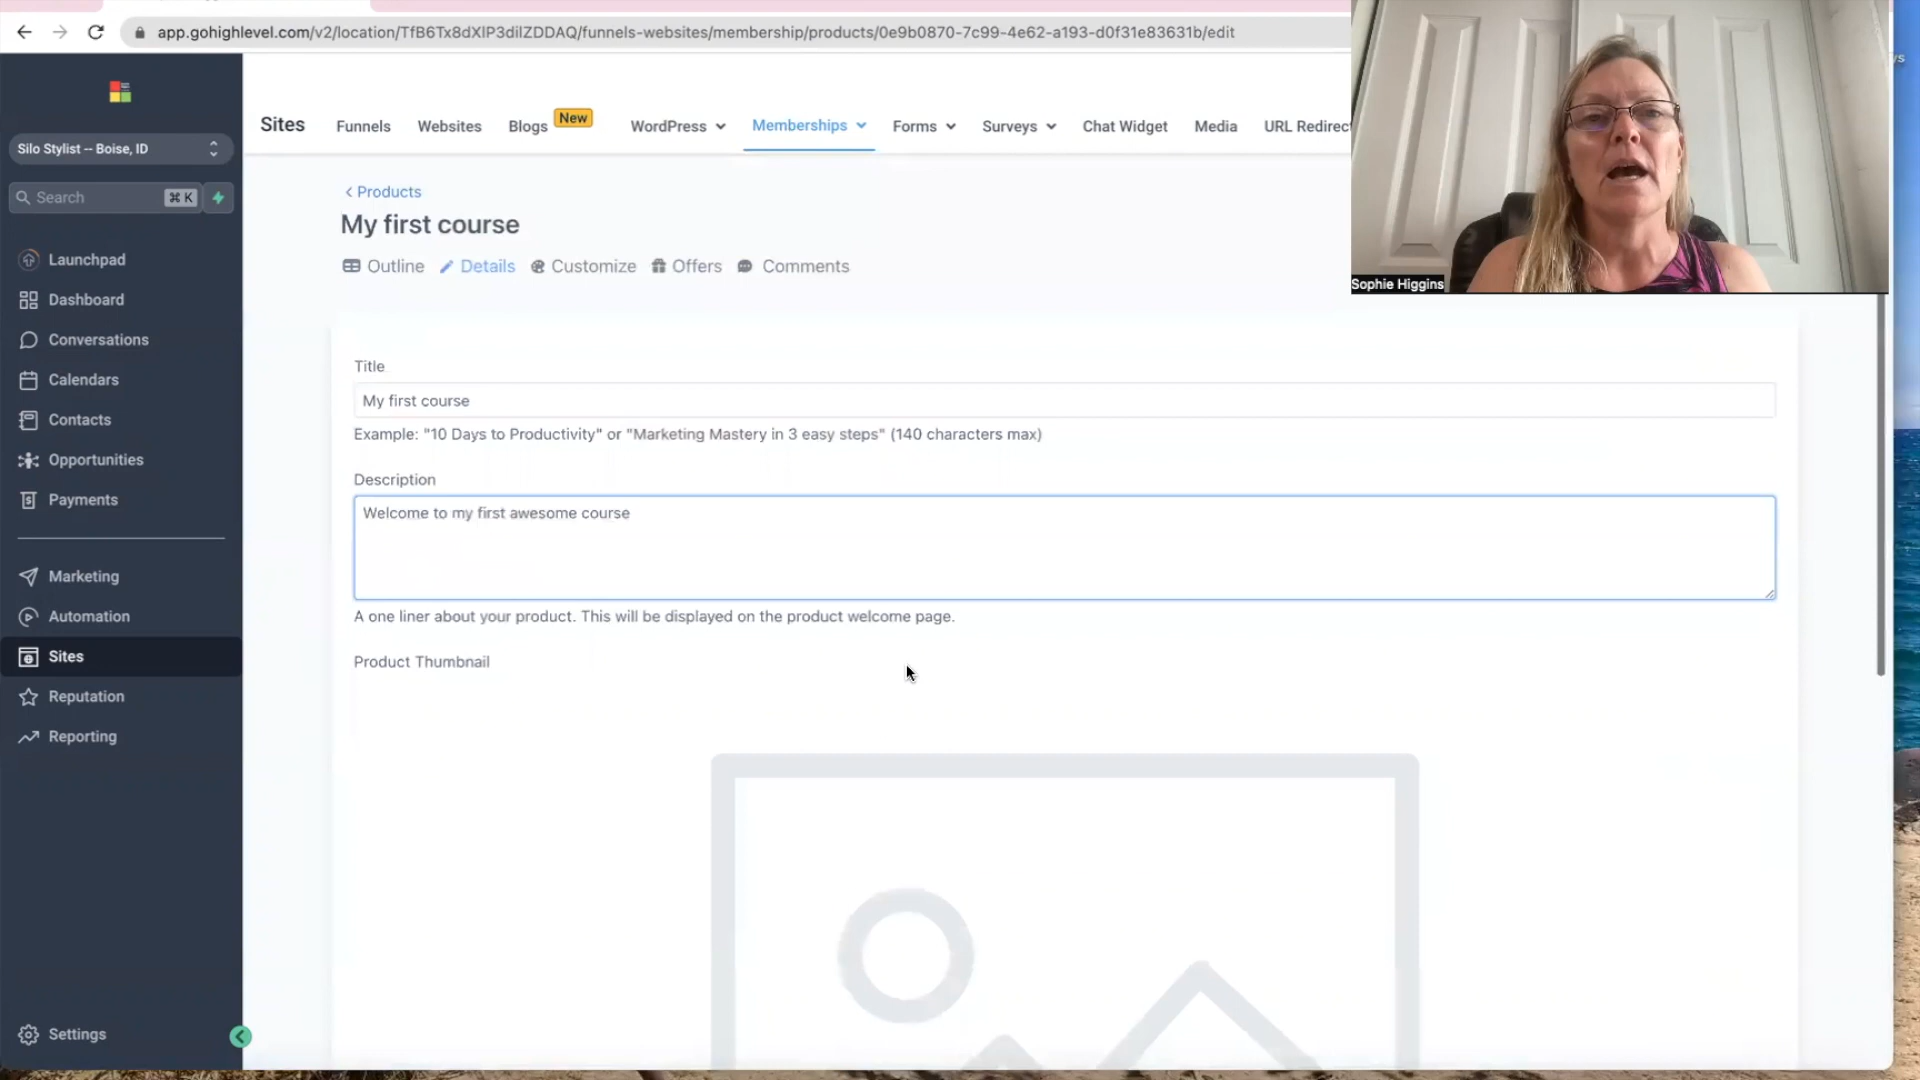 app.gohighlevel.com/v2/location/TfB6Tx8dXlP3dilZDDAQ/funnels-websites/membership/products/0e9b0870-7c99-4e62-a193-d0f31e83631b/edit
Silo Stylist -- Boise, ID
Search ⌘ K
Launchpad
Dashboard
Conversations
Calendars
Contacts
Opportunities
Payments
Marketing
Automation
Sites
Reputation
Reporting
Settings
Sites Funnels Websites Blogs New WordPress Memberships Forms Surveys Chat Widget Media URL Redirect
Products
My first course
Outline Details Customize Offers Comments
Title
My first course
Example: "10 Days to Productivity" or "Marketing Mastery in 3 easy steps" (140 characters max)
Description
Welcome to my first awesome course
A one liner about your product. This will be displayed on the product welcome page.
Product Thumbnail
Sophie Higgins